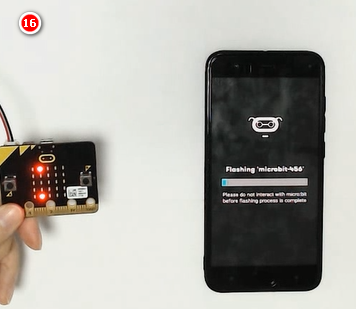 16
Flashing 'microbit-456'
Please do not interact with micro:bit
before flashing process is complete